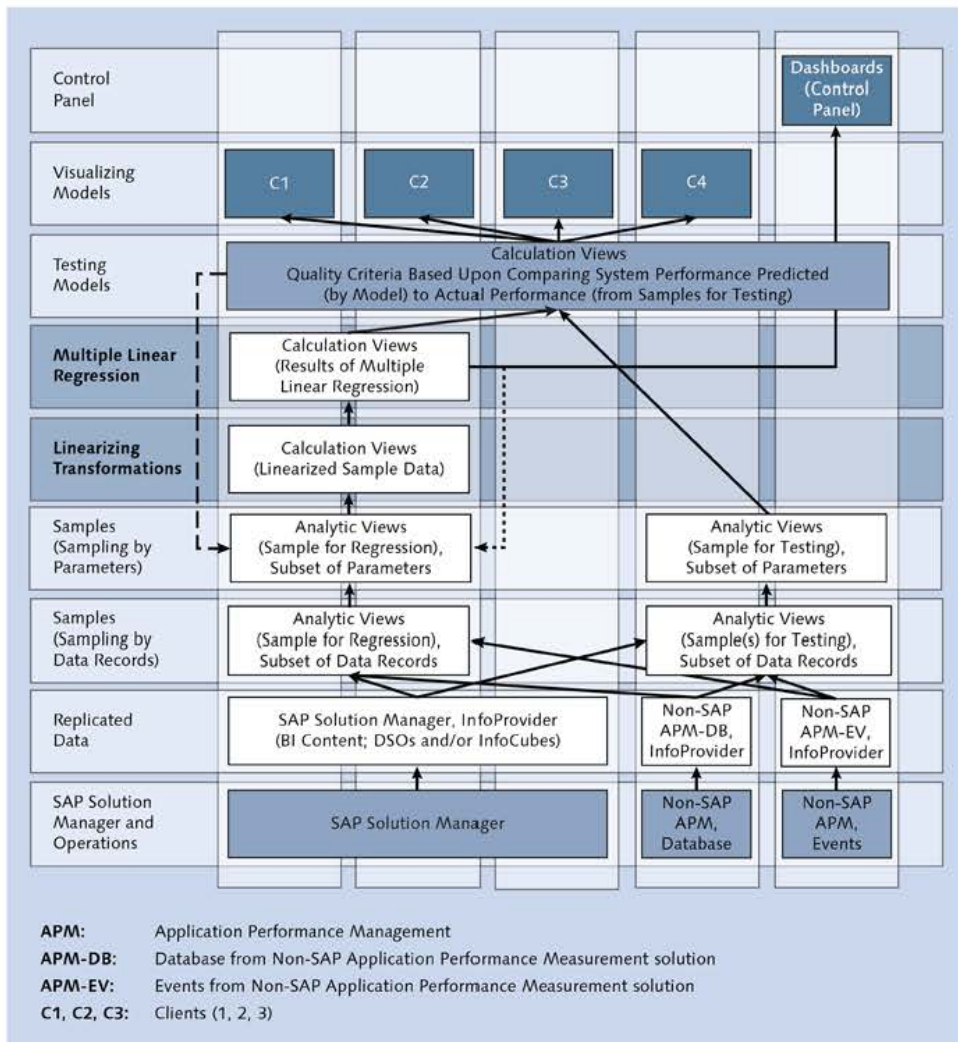 Control
Panel
Dashboards
(Control
Panel)
Visualizing
Models
C1
C2
C3
C4
Testing
Models
Calculation Views
Quality Criteria Based Upon Comparing System Performance Predicted
(by Model) to Actual Performance (from Samples for Testing)
Multiple Linear
Regression
Calculation Views
(Results of Multiple
Linear Regression)
Linearizing
Transformations
Calculation Views
(Linearized Sample Data)
Samples
(Sampling by
Parameters)
Analytic Views
(Sample for Regression),
Subset of Parameters
Analytic Views
(Sample for Testing),
Subset of Parameters
Samples
(Sampling by
Data Records)
Analytic Views
(Sample for Regression),
Subset of Data Records
Analytic Views
(Sample(s) for Testing),
Subset of Data Records
Replicated
Data
SAP Solution Manager, InfoProvider
(BI Content; DSOs and/or InfoCubes)
Non-SAP
APM-DB,
InfoProvider
Non-SAP
APM-EV,
InfoProvider
SAP Solution
Manager and
Operations
SAP Solution Manager
Non-SAP
APM,
Database
Non-SAP
APM,
Events
APM: Application Performance Management
APM-DB: Database from Non-SAP Application Performance Measurement solution
APM-EV: Events from Non-SAP Application Performance Measurement solution
C1, C2, C3: Clients (1, 2, 3)